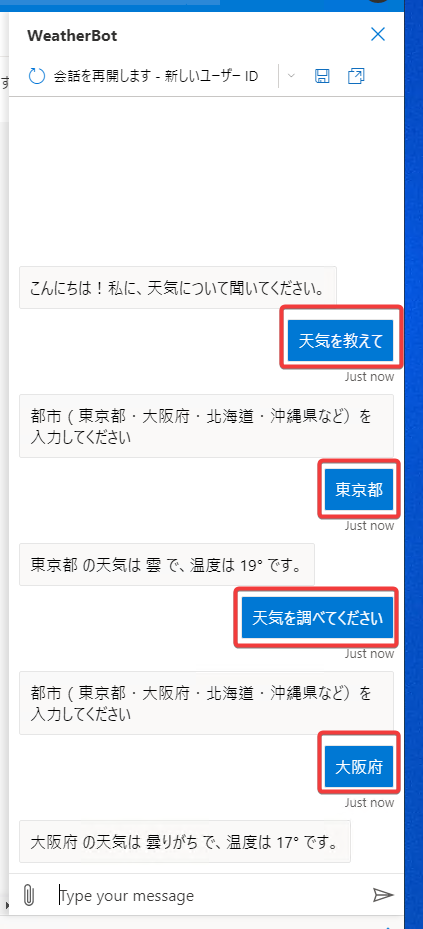 WeatherBot
会話を再開します - 新しいユーザー ID
す
こんにちは！私に、天気について聞いてください。
天気を教えて
Just now
都市（東京都・大阪府・北海道・沖縄県など）を
入力してください
東京都
Just now
東京都 の天気は 雲 で、温度は 19° です。
天気を調べてください
Just now
都市（東京都・大阪府・北海道・沖縄県など）を
入力してください
大阪府
Just now
大阪府 の天気は 曇りがち で、温度は 17° です。
Type your message